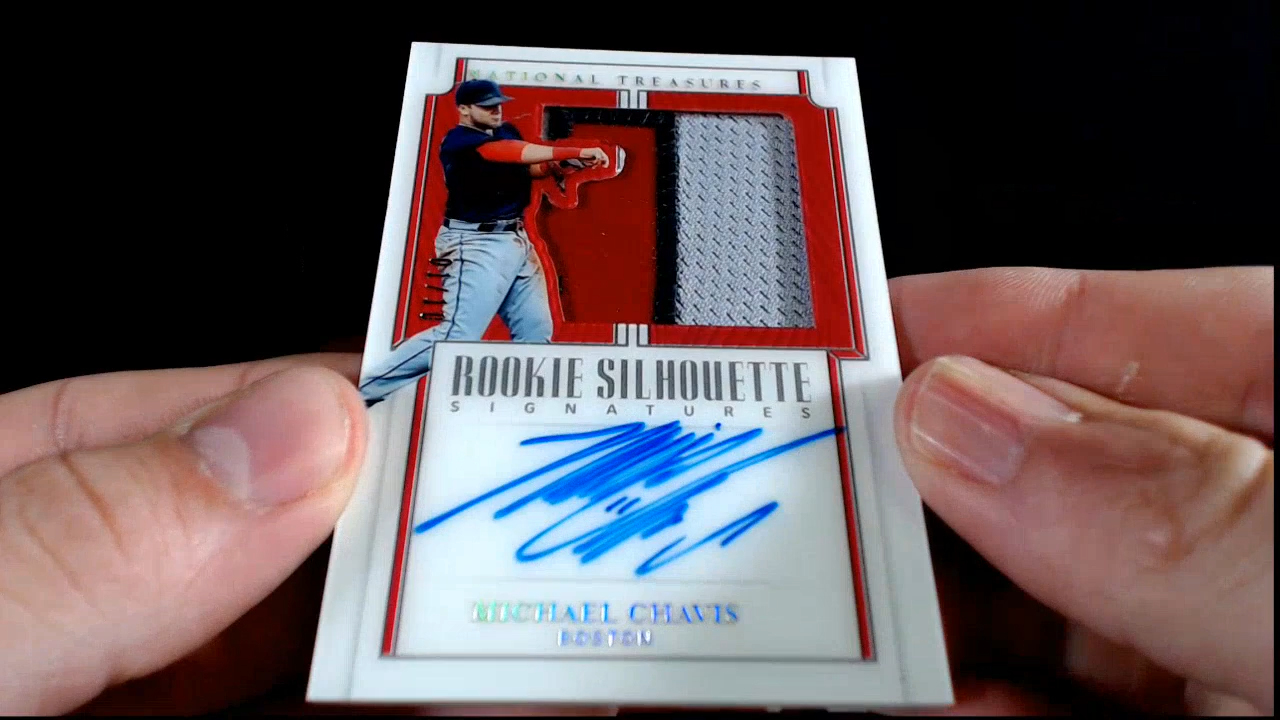 NATIONAL TREASURES
ROOKIE SILHOUETTE
SIGNATURES
MICHAEL CHAVIS
BOSTON